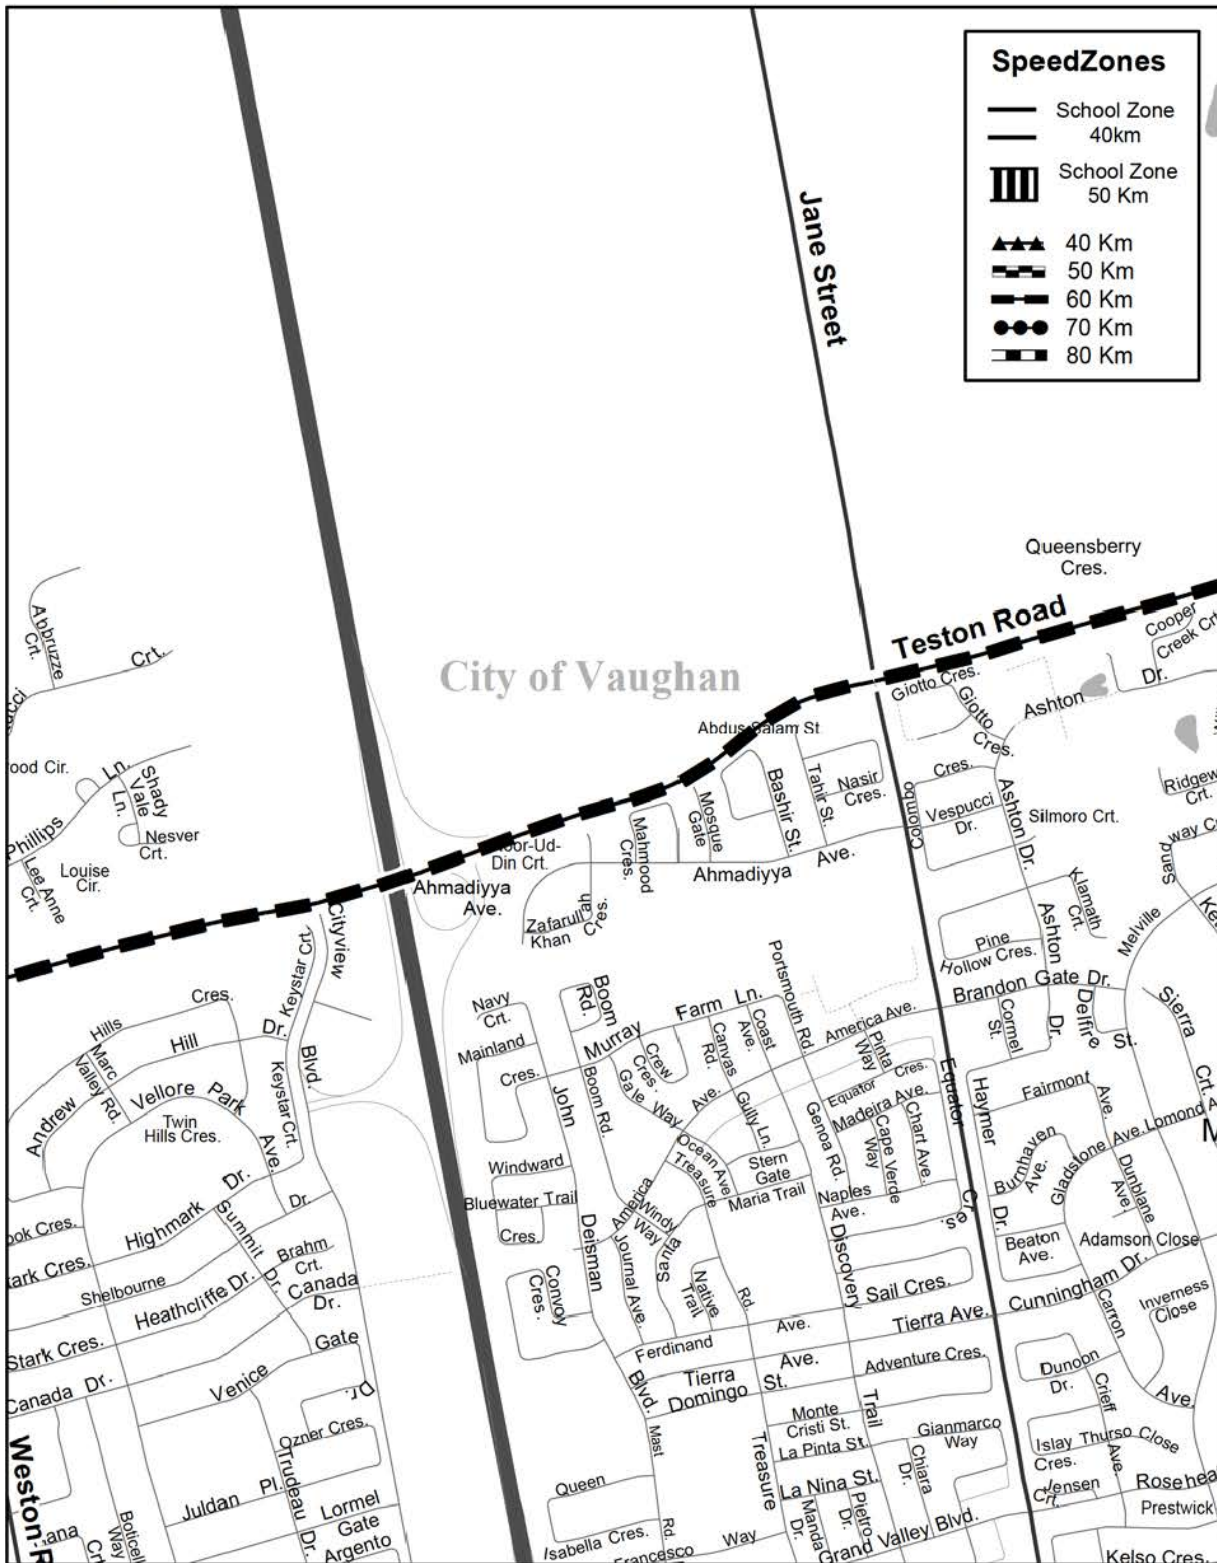 SpeedZones
School Zone
40km
School Zone
50 Km
40 Km
50 Km
60 Km
70 Km
80 Km
Jane Street
Queensberry
Cres.
Teston Road
City of Vaughan
Cooper
Creek Crt.
Abbruzze
Crt.
Crt.
Giotto Cres.
Giotto
Cres.
Ashton
Dr.
Abdus Salam St.
Phillips
Ln.
Shady
Vale
Ln.
Nesver
Crt.
Louise
Cir.
Lee Anne
Crt.
Bashir St.
Tahir St.
Nasir
Cres.
Colombo
Cres.
Vespucci
Dr.
Ashton Dr.
Silmoro Crt.
Mosque
Gate
Mahmood
Cres.
Din Crt.
Ahmadiyya
Ave.
Ahmadiyya
Ave.
Zafarullah
Khan
Cres.
Sand
way Cr
Klamath
Crt.
Melville
Ashton
Dr.
Pine
Hollow Cres.
Brandon Gate Dr.
Cormel
St.
Delfire
St.
Sierra
Crt.
Cityview
Blvd.
Keystar Crt.
Keystar Crt.
Hills
Cres.
Marc
Valley Rd.
Hill
Dr.
Andrew
Vellore
Park
Ave.
Twin
Hills Cres.
Navy
Crt.
Mainland
Cres.
Boom
Rd.
Boom Rd.
Murray
Farm Ln.
Crew
Cres.
Canvas
Rd.
Coast
Ave.
Portsmouth Rd.
America Ave.
Pinta
Way
Equator
Cres.
Madeira Ave.
Equator
Cres.
Haymer
Dr.
Fairmont
Ave.
Gale Way
Ave.
Gully Ln.
Genoa Rd.
Cape Verde
Way
Chart Ave.
Burnhaven
Ave.
Gladstone Ave.
Lomond
Dunblane
Ave.
John
Deisman
Blvd.
Windward
Bluewater Trail
Cres.
Ocean Ave.
Treasure
Stern
Gate
Maria Trail
Naples
Ave.
America
Windy
Way
Santa
Journal Ave.
Native
Trail
Rd.
Convoy
Cres.
Discovery
Trail
Sail Cres.
Beaton
Ave.
Adamson Close
Cunningham Dr.
Carron
Ave.
Inverness
Close
Highmark
Dr.
Summit
Dr.
Dr.
Brahm
Crt.
Shelbourne
Heathcliffe Dr.
Canada
Dr.
Stark Cres.
Canada Dr.
Venice
Gate
Dr.
Ferdinand
Ave.
Tierra
Ave.
Tierra Ave.
Domingo
St.
Adventure Cres.
Dunoon
Dr.
Crieff
Ave.
Monte
Cristi St.
La Pinta St.
Gianmarco
Way
Chiara
Dr.
Islay
Cres.
Thurso Close
Jensen
Crt.
Prestwick
Kelso Cres.
Ozner Cres.
Trudeau
Dr.
Juldan Pl.
Lormel
Gate
Argento
Mast
Rd.
Queen
Isabella Cres.
Francesco
Way
Treasure
La Nina St.
Manda
Dr.
Pietro
Dr.
Grand Valley Blvd.
Way
Crt.